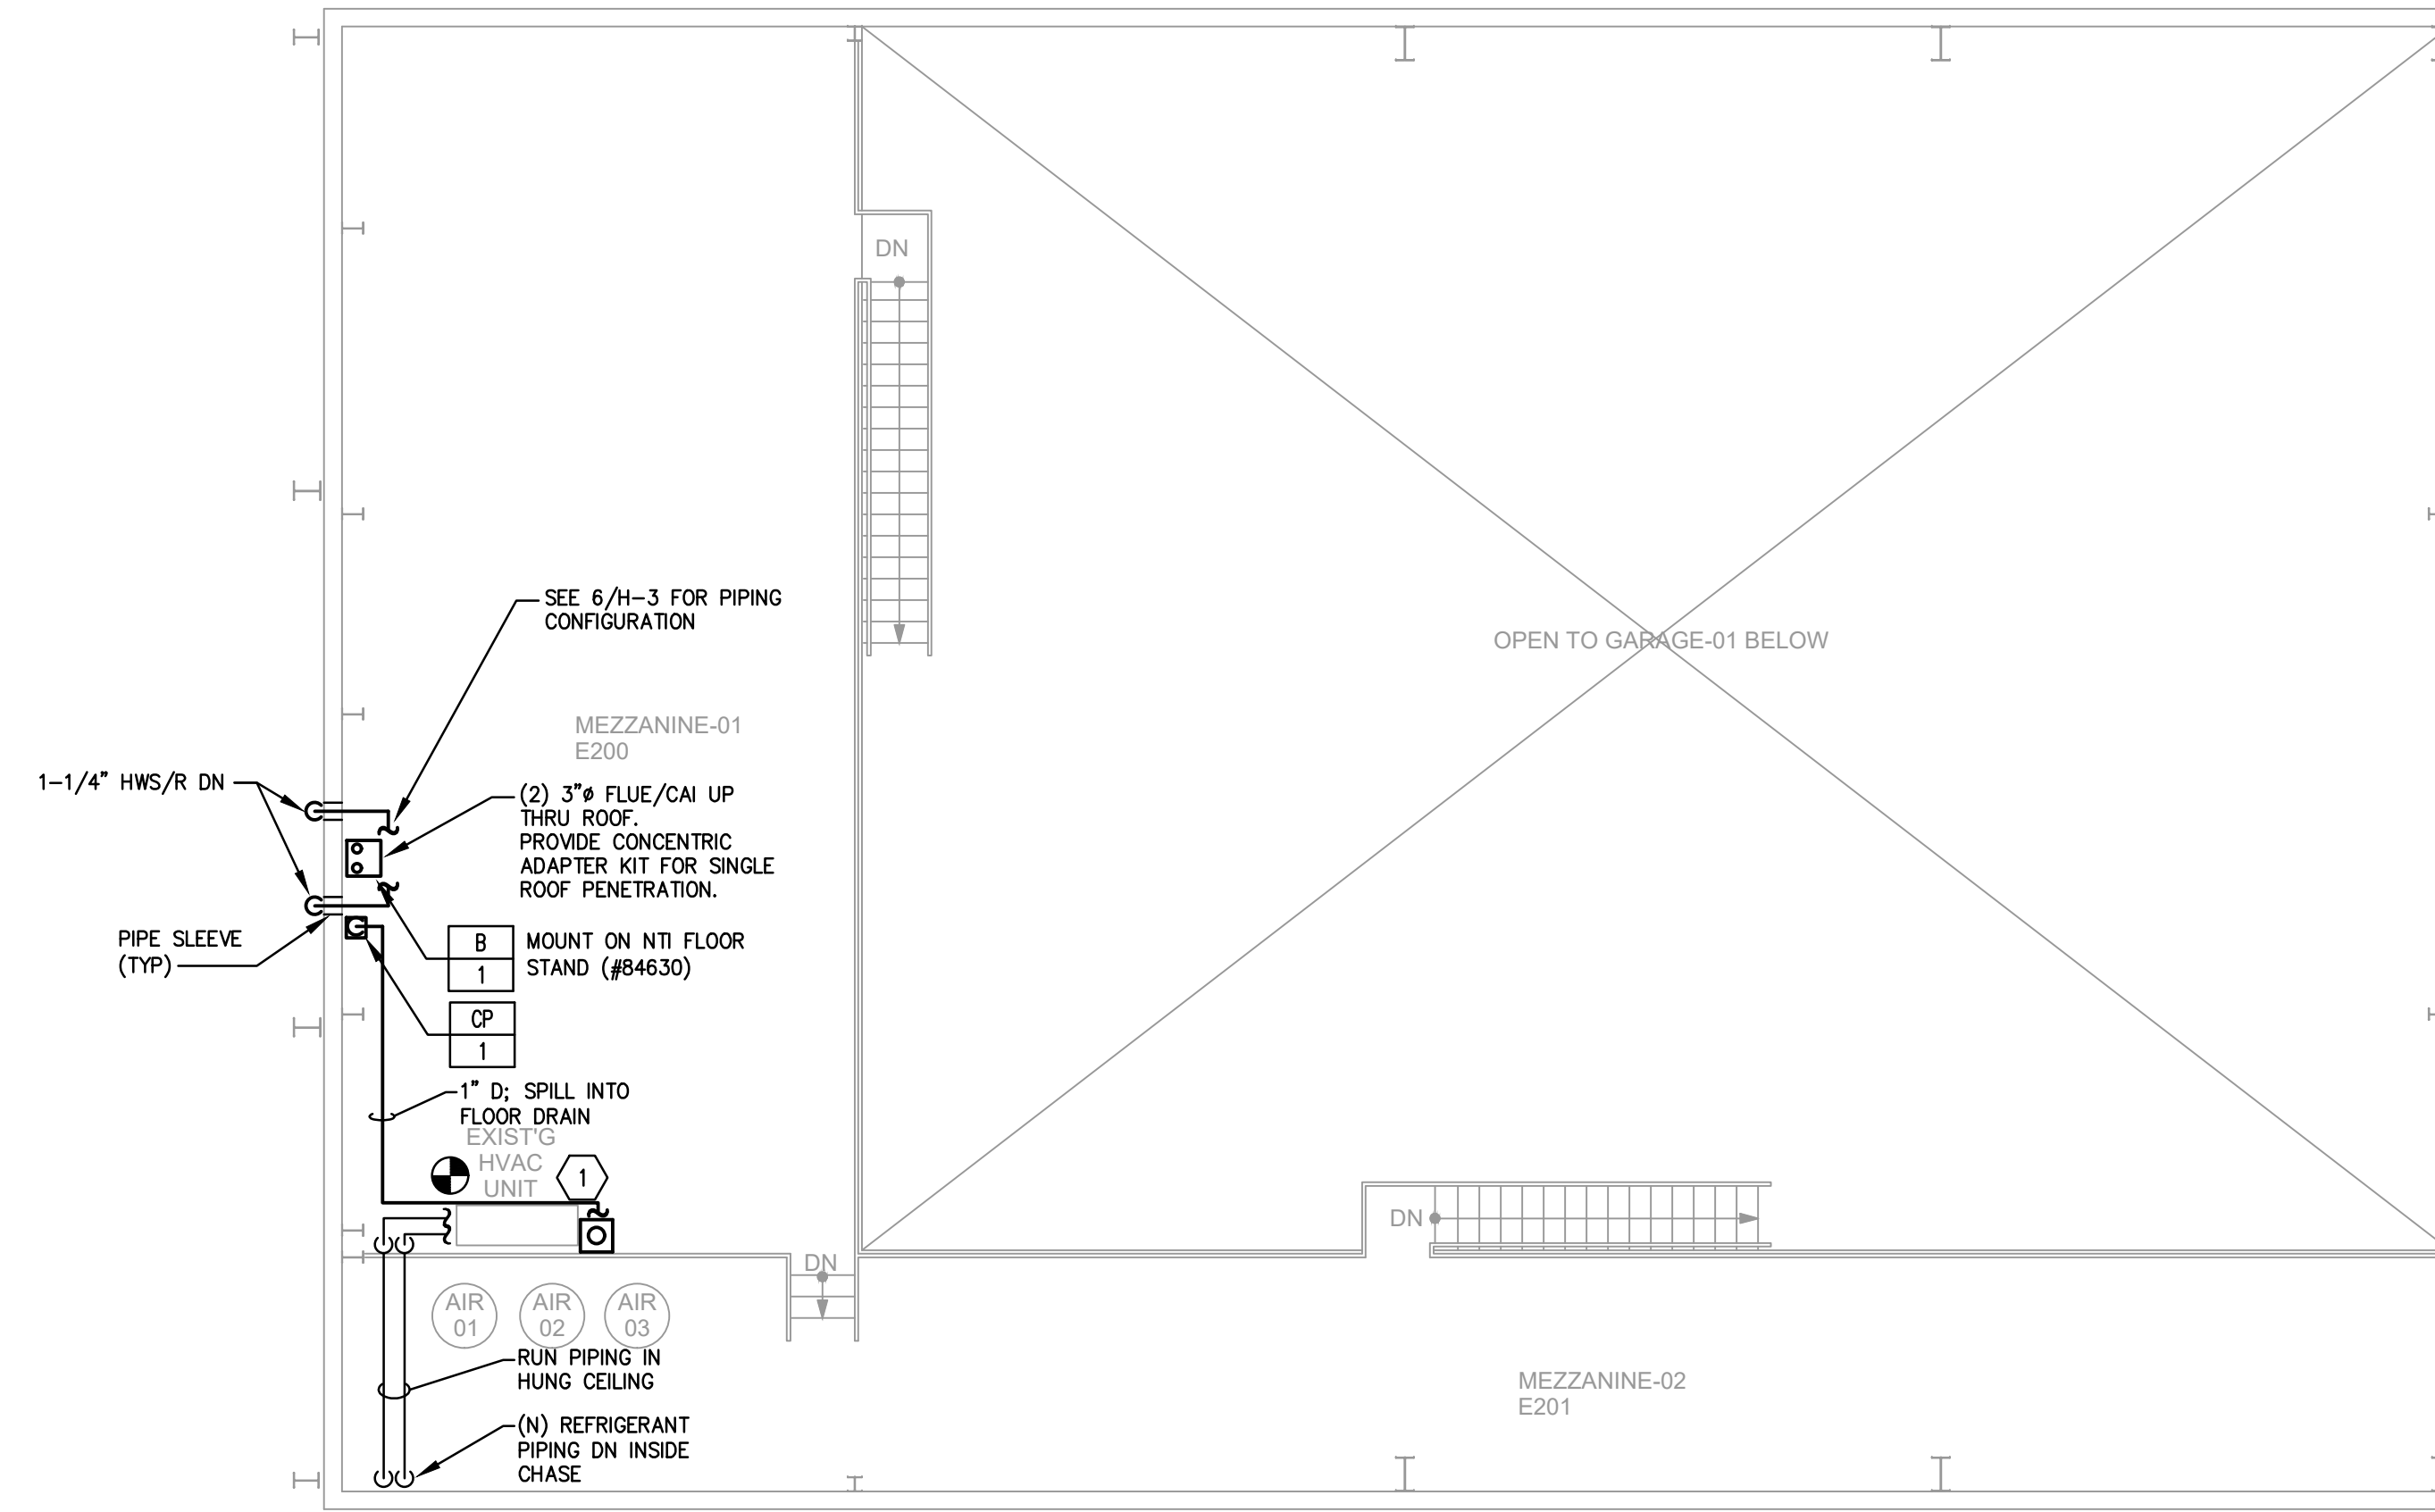 DN
SEE 6/H-3 FOR PIPING
CONFIGURATION
OPEN TO GARAGE-01 BELOW
MEZZANINE-01
E200
1-1/4" HWS/R DN
(2) 3"ø FLUE/CAI UP
THRU ROOF.
PROVIDE CONCENTRIC
ADAPTER KIT FOR SINGLE
ROOF PENETRATION.
PIPE SLEEVE
(TYP)
B
1
MOUNT ON NTI FLOOR
STAND (#84630)
CP
1
1" D; SPILL INTO
FLOOR DRAIN
EXIST'G
HVAC
UNIT
1
DN
DN
AIR
01
AIR
02
AIR
03
RUN PIPING IN
HUNG CEILING
MEZZANINE-02
E201
(N) REFRIGERANT
PIPING DN INSIDE
CHASE